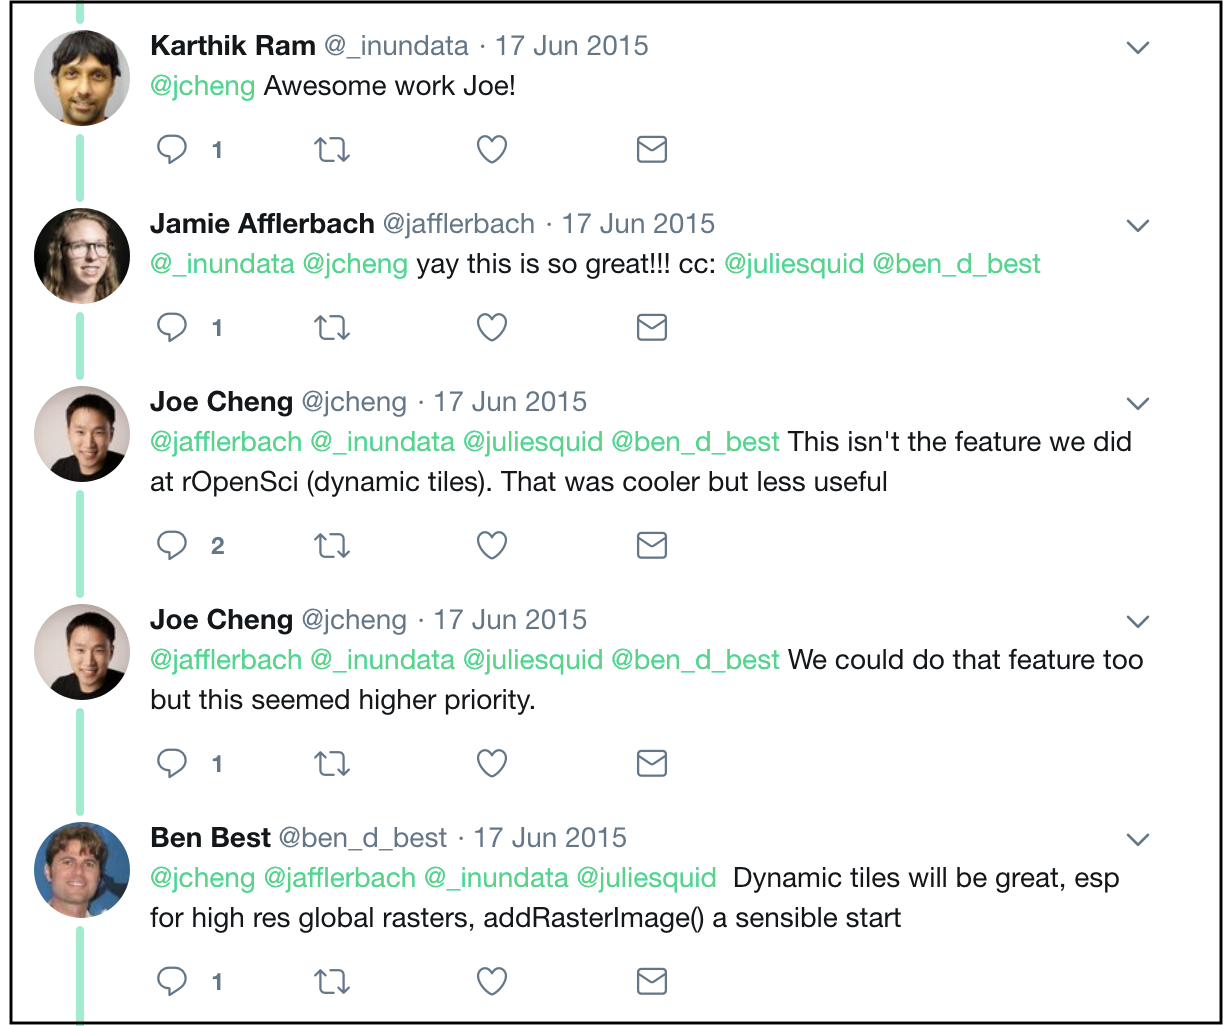 Karthik Ram @_inundata · 17 Jun 2015
@jcheng Awesome work Joe!
1
Jamie Afflerbach @jafflerbach · 17 Jun 2015
@_inundata @jcheng yay this is so great!!! cc: @juliesquid @ben_d_best
1
Joe Cheng @jcheng · 17 Jun 2015
@jafflerbach @_inundata @juliesquid @ben_d_best This isn't the feature we did
at rOpenSci (dynamic tiles). That was cooler but less useful
2
Joe Cheng @jcheng · 17 Jun 2015
@jafflerbach @_inundata @juliesquid @ben_d_best We could do that feature too
but this seemed higher priority.
1
Ben Best @ben_d_best · 17 Jun 2015
@jcheng @jafflerbach @_inundata @juliesquid Dynamic tiles will be great, esp
for high res global rasters, addRasterImage() a sensible start
1